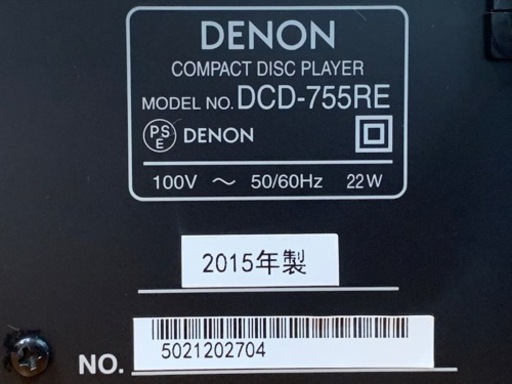 DENON
COMPACT DISC PLAYER
MODEL NO. DCD-755RE
PS
E
DENON
100V ～ 50/60Hz 22W
2015年製
5021202704
NO.